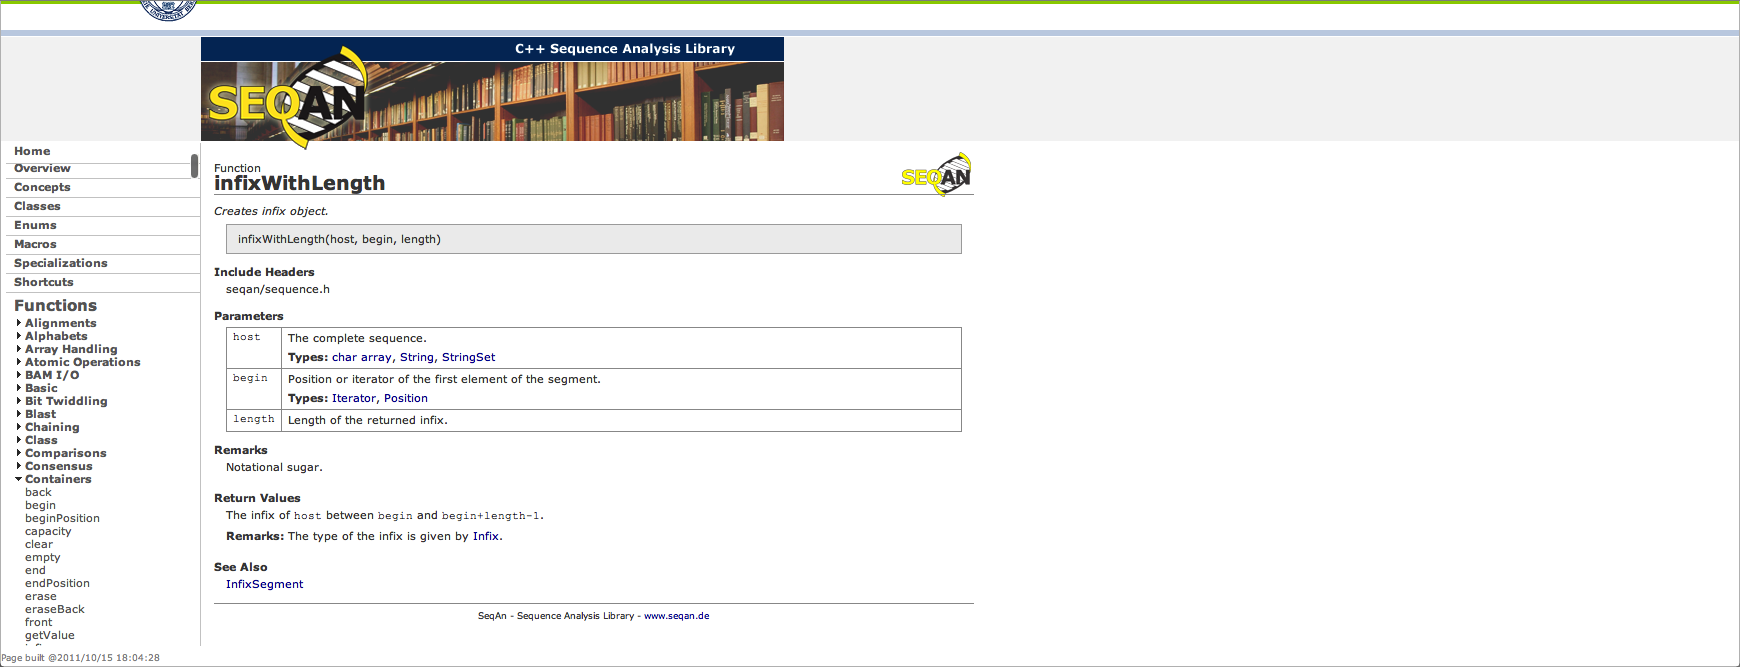 C++ Sequence Analysis Library
SEQAN
Home
Overview
Concepts
Classes
Enums
Macros
Specializations
Shortcuts
Functions
Alignments
Alphabets
Array Handling
Atomic Operations
BAM I/O
Basic
Bit Twiddling
Blast
Chaining
Class
Comparisons
Consensus
Containers
back
begin
beginPosition
capacity
clear
empty
end
endPosition
erase
eraseBack
front
getValue
Function
infixWithLength
SEQAN
Creates infix object.
infixWithLength(host, begin, length)
Include Headers
seqan/sequence.h
Parameters
host The complete sequence.
Types: char array, String, StringSet
begin Position or iterator of the first element of the segment.
Types: Iterator, Position
length Length of the returned infix.
Remarks
Notational sugar.
Return Values
The infix of host between begin and begin+length-1.
Remarks: The type of the infix is given by Infix.
See Also
InfixSegment
SeqAn - Sequence Analysis Library - www.seqan.de
Page built @2011/10/15 18:04:28